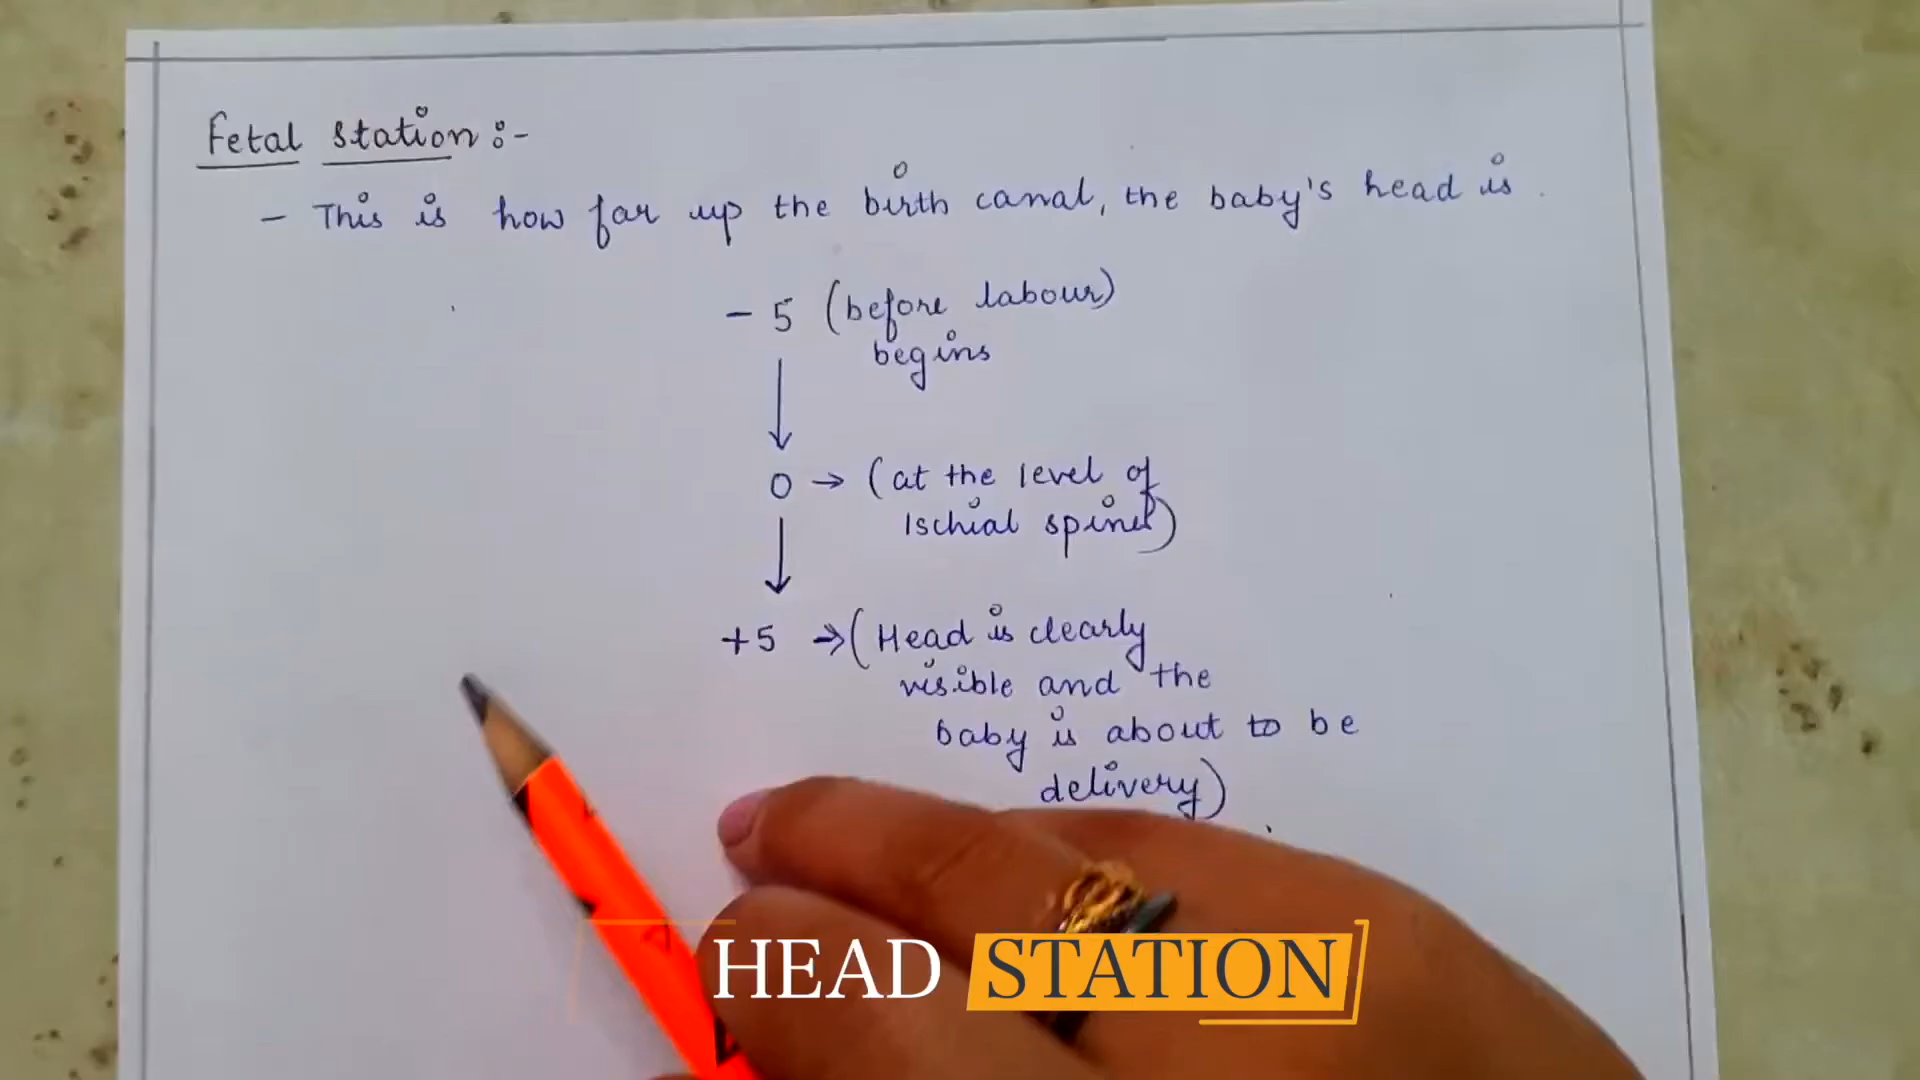 Fetal station :-
- This is how far up the birth canal, the baby's head is.
- 5 (before labour)
begins
0 → (at the level of
Ischial spines)
+5 → (Head is clearly
visible and the
baby is about to be
delivery)
HEAD STATION